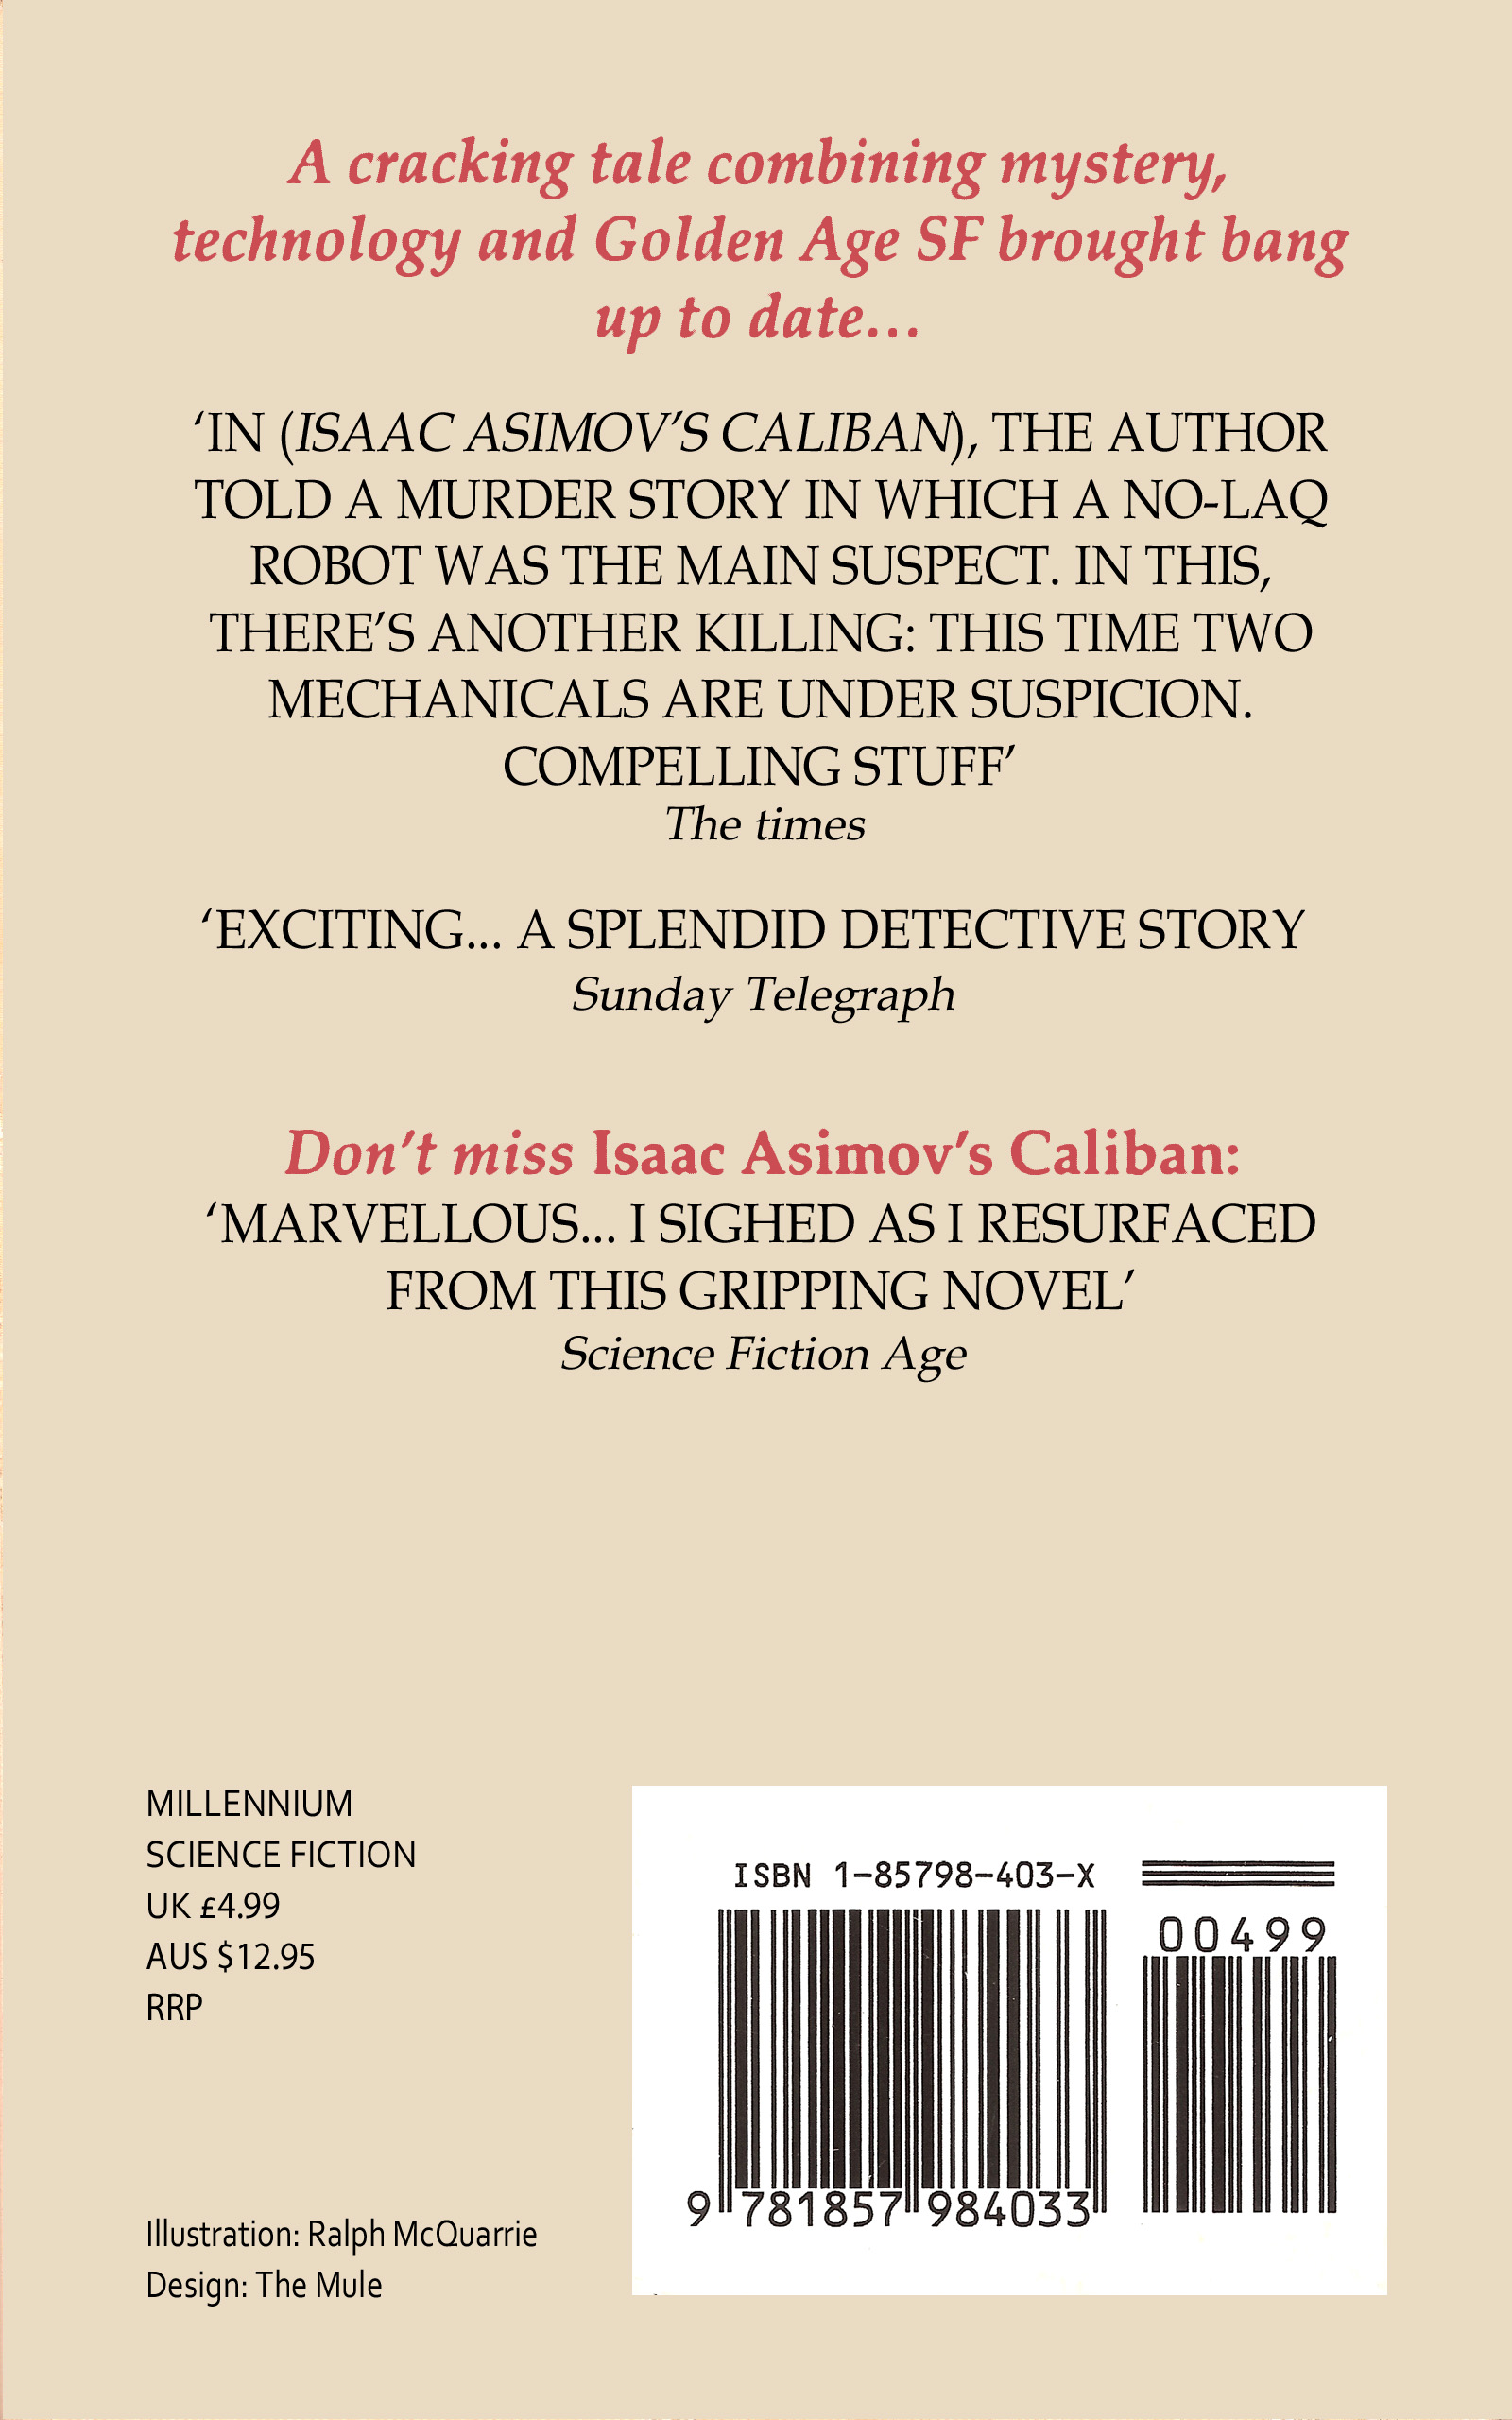 A cracking tale combining mystery,
technology and Golden Age SF brought bang
up to date...
‘IN (ISAAC ASIMOV’S CALIBAN), THE AUTHOR
TOLD A MURDER STORY IN WHICH A NO-LAQ
ROBOT WAS THE MAIN SUSPECT. IN THIS,
THERE’S ANOTHER KILLING: THIS TIME TWO
MECHANICALS ARE UNDER SUSPICION.
COMPELLING STUFF’
The times
‘EXCITING... A SPLENDID DETECTIVE STORY
Sunday Telegraph
Don’t miss Isaac Asimov’s Caliban:
‘MARVELLOUS... I SIGHED AS I RESURFACED
FROM THIS GRIPPING NOVEL’
Science Fiction Age
MILLENNIUM
SCIENCE FICTION
UK £4.99
AUS $12.95
RRP
Illustration: Ralph McQuarrie
Design: The Mule
ISBN 1-85798-403-X
00499
9 781857 984033